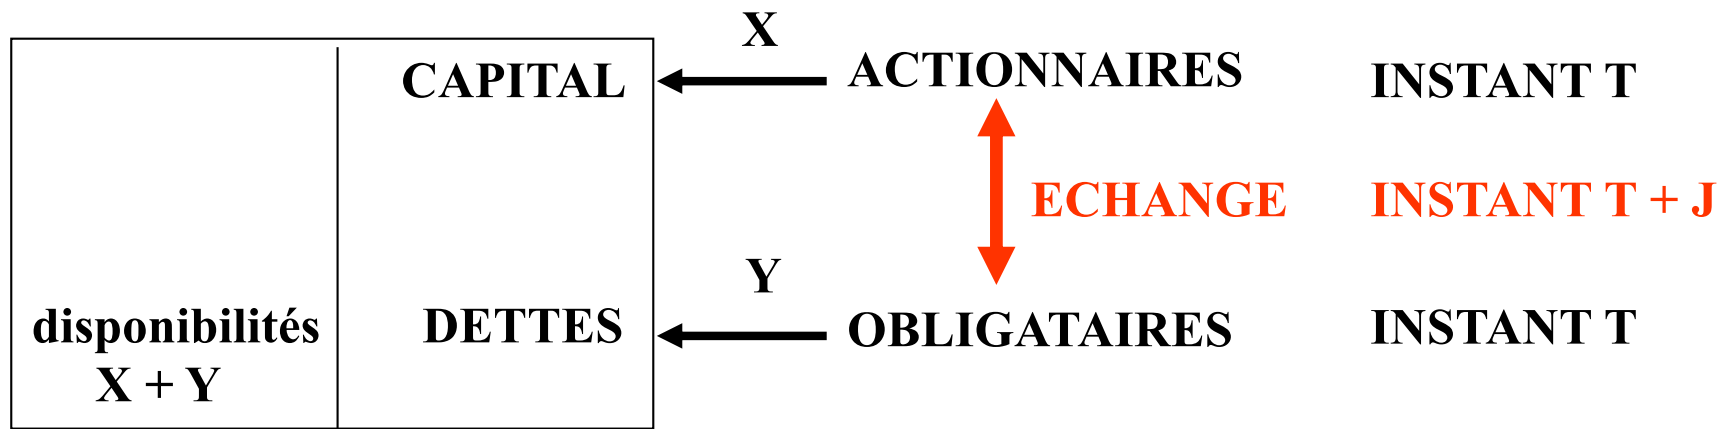 X
CAPITAL ACTIONNAIRES INSTANT T
ECHANGE INSTANT T + J
Y
disponibilités DETTES OBLIGATAIRES INSTANT T
X + Y